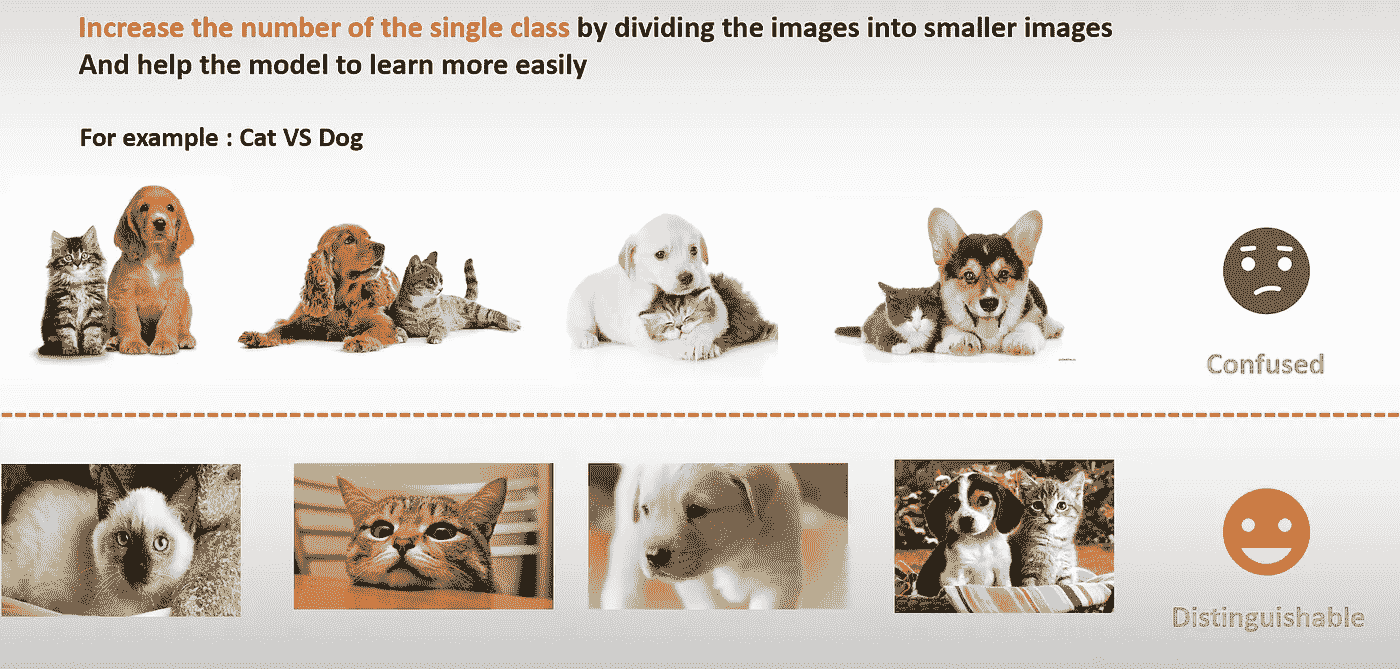 Increase the number of the single class by dividing the images into smaller images
And help the model to learn more easily
For example : Cat VS Dog
Confused
Distinguishable